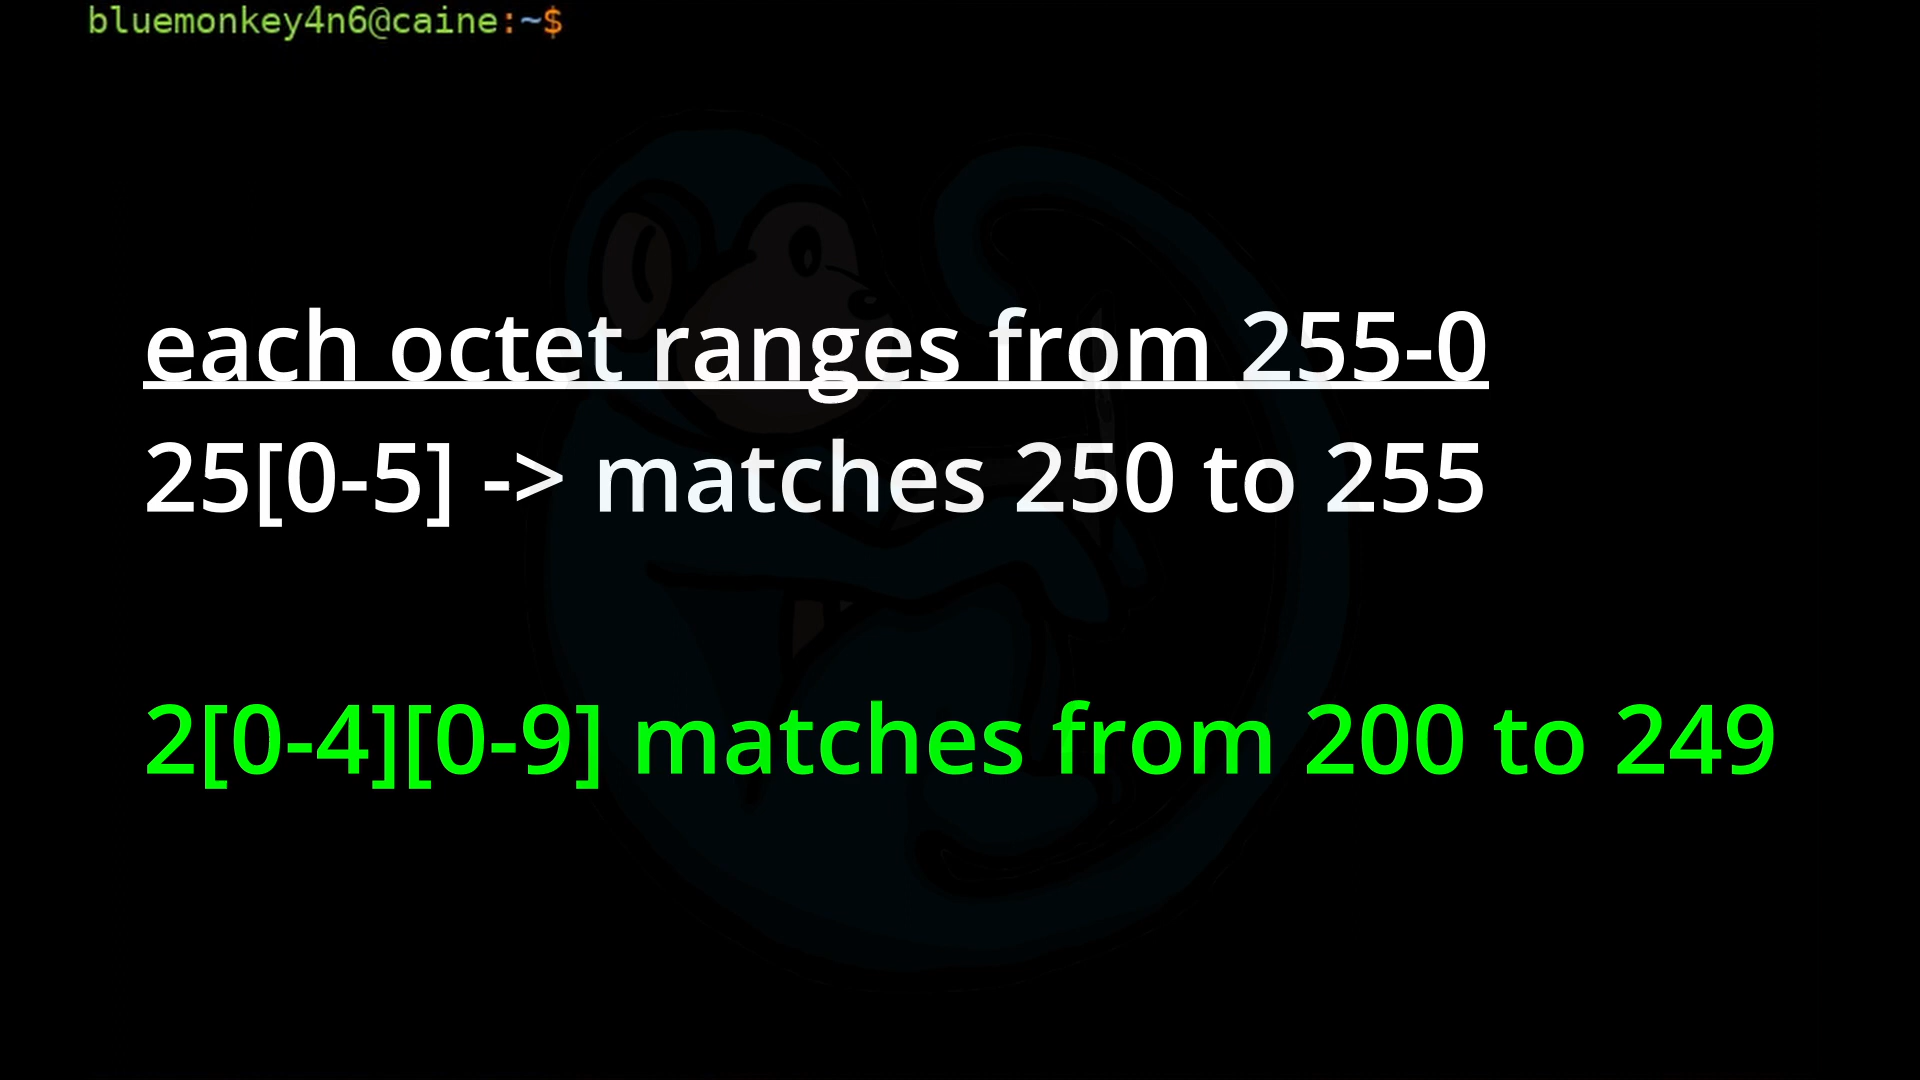 bluemonkey4n6@caine:~$
each octet ranges from 255-0
25[0-5] -> matches 250 to 255
2[0-4][0-9] matches from 200 to 249